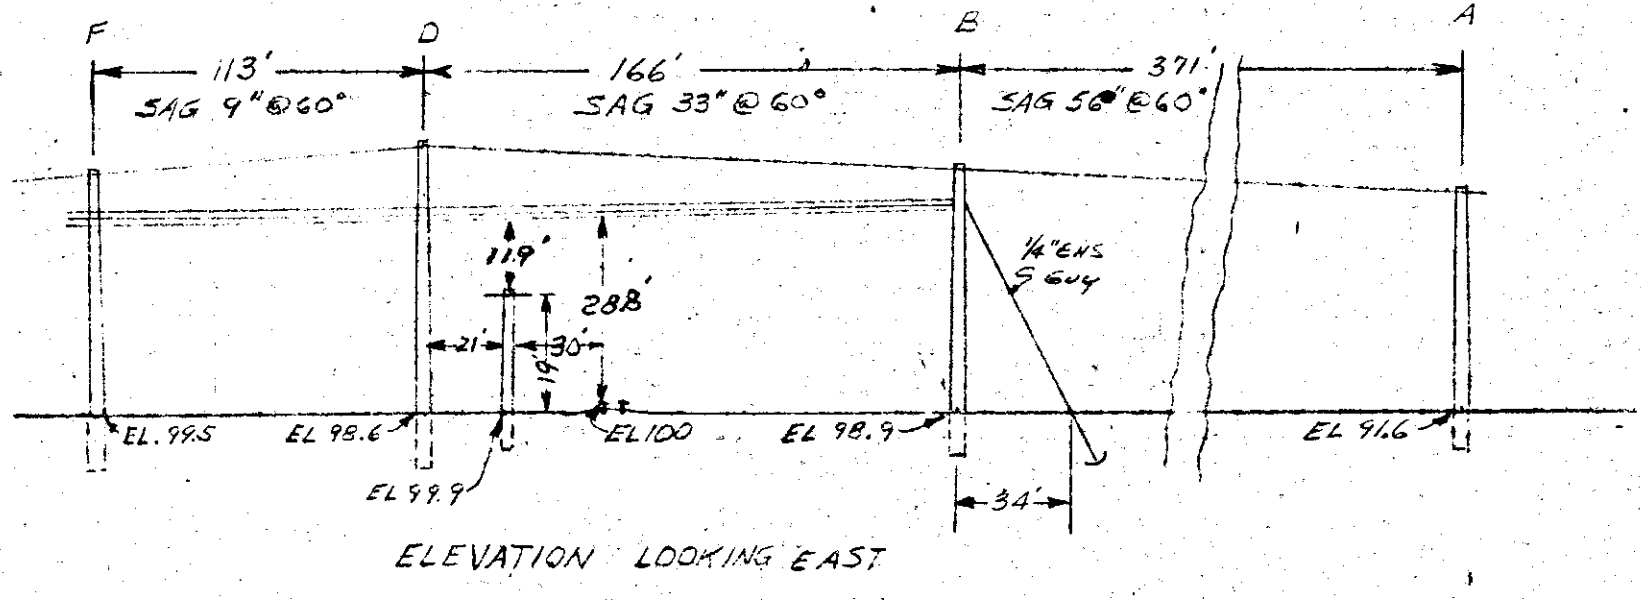 F D B A
113' 166' 371'
SAG 9" @ 60° SAG 33" @ 60° SAG 56" @ 60°
11.9'
28.8'
1/4" EHS
S GUY
21' 30'
19'
EL. 99.5 EL 98.6 EL 100 EL 98.9 EL 91.6
EL 99.9
34'
ELEVATION LOOKING EAST